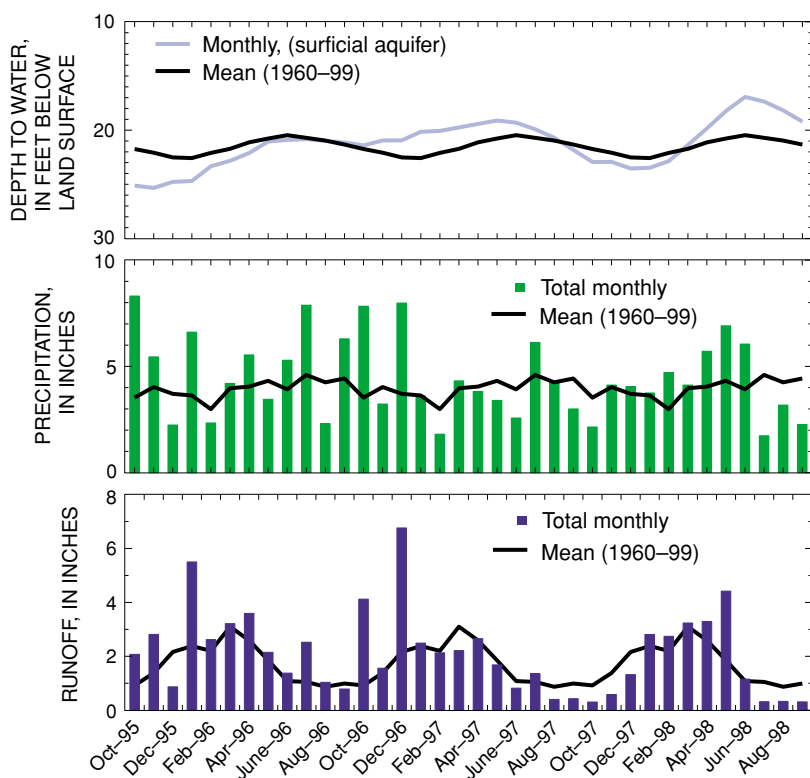 DEPTH TO WATER,
IN FEET BELOW
LAND SURFACE
10
20
30
Monthly, (surficial aquifer)
Mean (1960–99)
PRECIPITATION,
IN INCHES
10
5
0
Total monthly
Mean (1960–99)
RUNOFF, IN INCHES
8
6
4
2
0
Total monthly
Mean (1960–99)
Oct–95
Dec–95
Feb–96
Apr–96
June–96
Aug–96
Oct–96
Dec–96
Feb–97
Apr–97
June–97
Aug–97
Oct–97
Dec–97
Feb–98
Apr–98
Jun–98
Aug–98